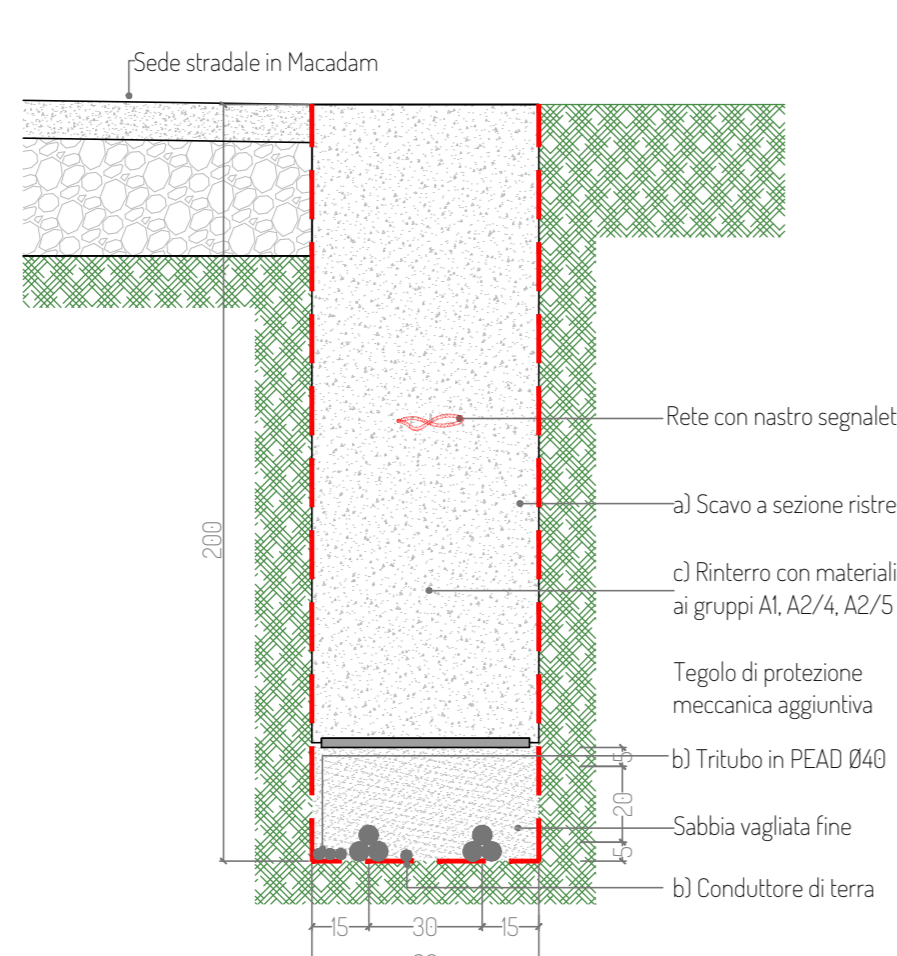 Sede stradale in Macadam
Rete con nastro segnalet
a) Scavo a sezione ristre
200
c) Rinterro con materiali
ai gruppi A1, A2/4, A2/5
Tegolo di protezione
meccanica aggiuntiva
5
b) Tritubo in PEAD Ø40
20
Sabbia vagliata fine
5
b) Conduttore di terra
15 30 15